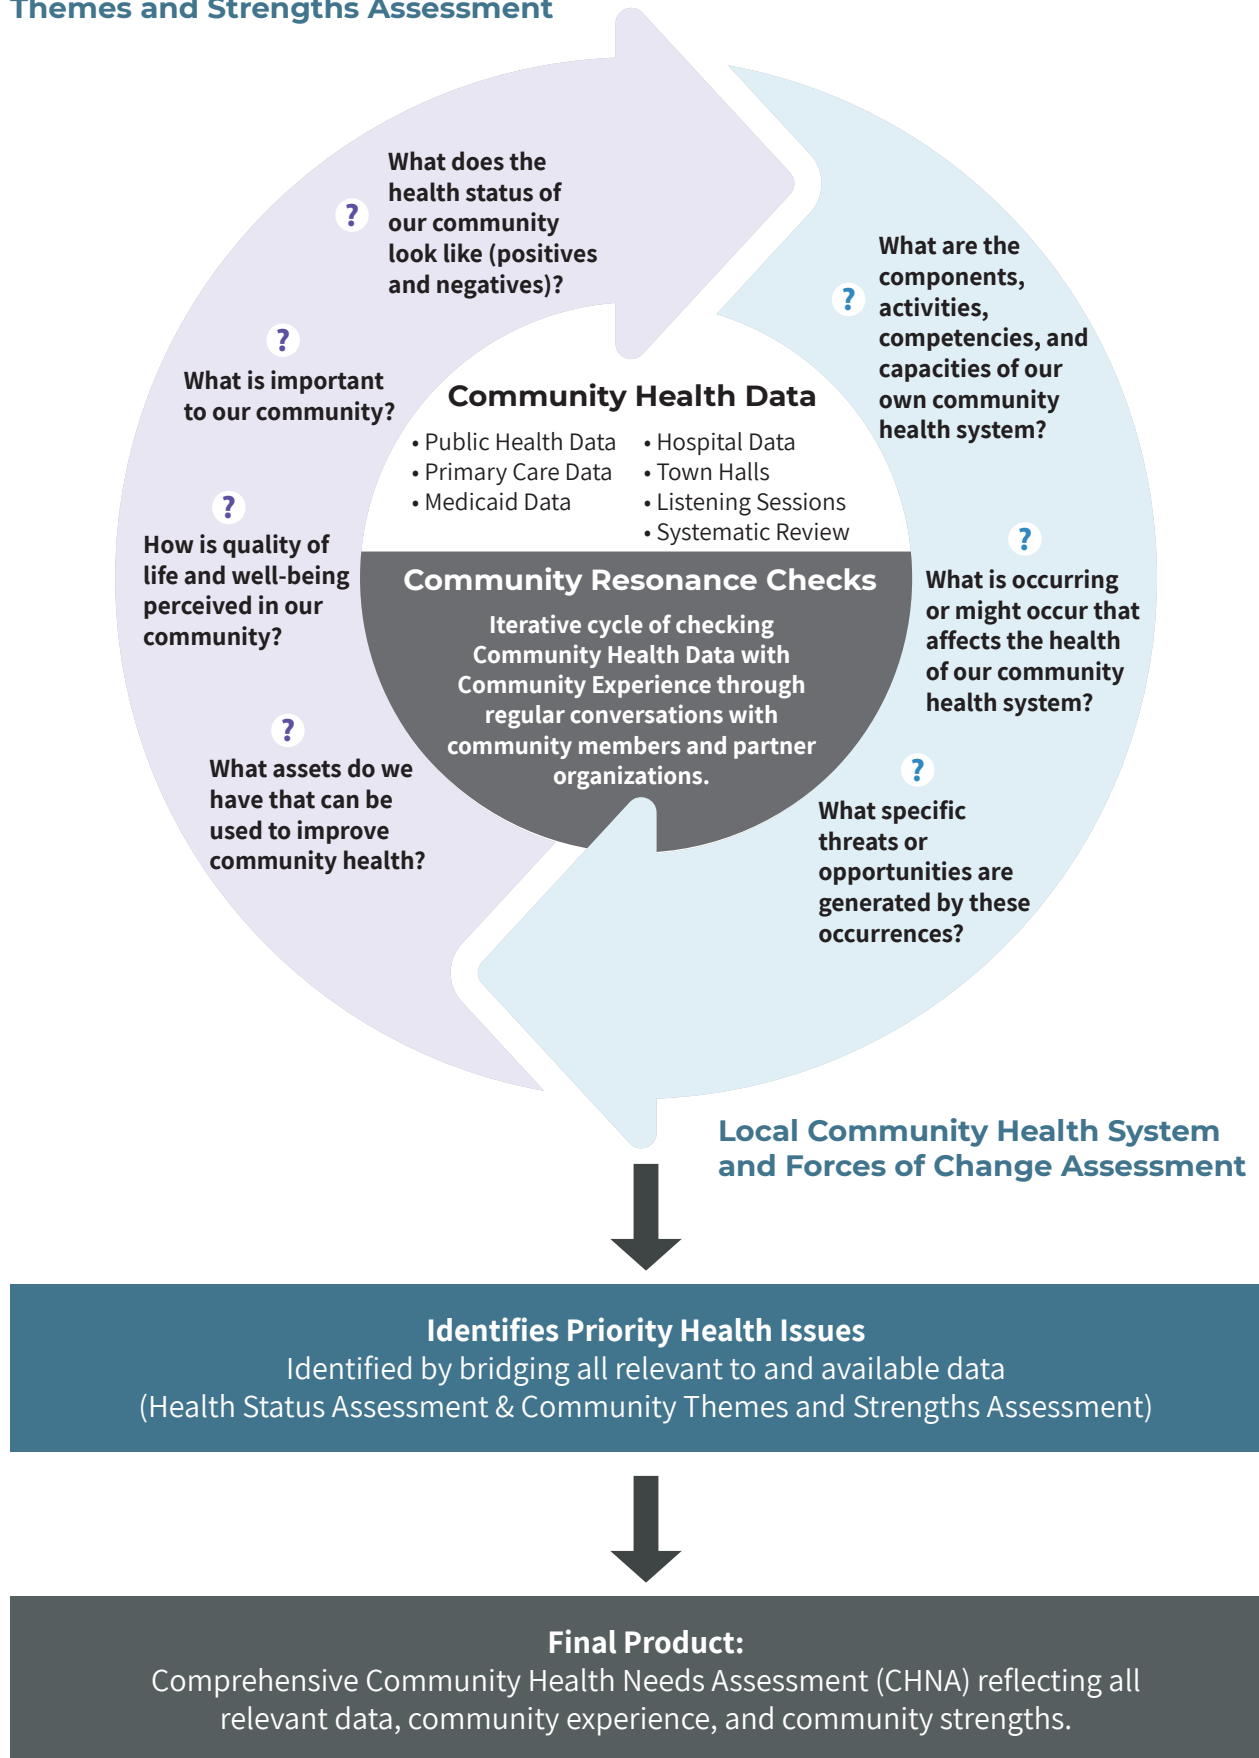 Themes and Strengths Assessment
?
What does the
health status of
our community
look like (positives
and negatives)?
?
What is important
to our community?
?
How is quality of
life and well-being
perceived in our
community?
?
What assets do we
have that can be
used to improve
community health?
Community Health Data
• Public Health Data
• Primary Care Data
• Medicaid Data
• Hospital Data
• Town Halls
• Listening Sessions
• Systematic Review
Community Resonance Checks
Iterative cycle of checking
Community Health Data with
Community Experience through
regular conversations with
community members and partner
organizations.
?
What are the
components,
activities,
competencies, and
capacities of our
own community
health system?
?
What is occurring
or might occur that
affects the health
of our community
health system?
?
What specific
threats or
opportunities are
generated by these
occurrences?
Local Community Health System
and Forces of Change Assessment
Identifies Priority Health Issues
Identified by bridging all relevant to and available data
(Health Status Assessment & Community Themes and Strengths Assessment)
Final Product:
Comprehensive Community Health Needs Assessment (CHNA) reflecting all
relevant data, community experience, and community strengths.